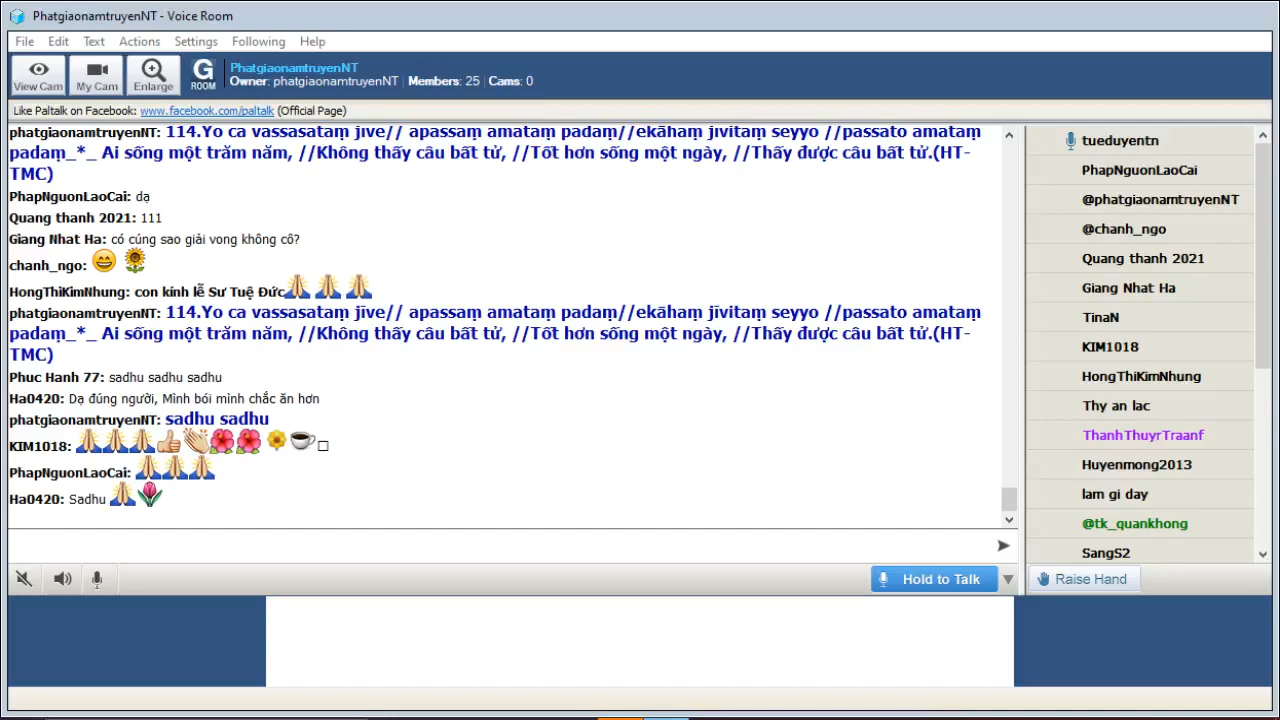 PhatgiaonamtruyenNT - Voice Room
File Edit Text Actions Settings Following Help
View Cam My Cam Enlarge G ROOM
PhatgiaonamtruyenNT
Owner: phatgiaonamtruyenNT Members: 25 Cams: 0
Like Paltalk on Facebook: www.facebook.com/paltalk (Official Page)
phatgiaonamtruyenNT: 114.Yo ca vassasataṃ jīve// apassaṃ amataṃ padaṃ//ekāhaṃ jīvitaṃ seyyo //passato amataṃ
padaṃ_*_ Ai sống một trăm năm, //Không thấy câu bất tử, //Tốt hơn sống một ngày, //Thấy được câu bất tử.(HT-
TMC)
PhapNguonLaoCai: dạ
Quang thanh 2021: 111
Giang Nhat Ha: có cúng sao giải vong không cô?
chanh_ngo:
HongThiKimNhung: con kính lễ Sư Tuệ Đức
phatgiaonamtruyenNT: 114.Yo ca vassasataṃ jīve// apassaṃ amataṃ padaṃ//ekāhaṃ jīvitaṃ seyyo //passato amataṃ
padaṃ_*_ Ai sống một trăm năm, //Không thấy câu bất tử, //Tốt hơn sống một ngày, //Thấy được câu bất tử.(HT-
TMC)
Phuc Hanh 77: sadhu sadhu sadhu
Ha0420: Dạ đúng người, Mình bói mình chắc ăn hơn
phatgiaonamtruyenNT: sadhu sadhu
KIM1018:
PhapNguonLaoCai:
Ha0420: Sadhu
tueduyentn
PhapNguonLaoCai
@phatgiaonamtruyenNT
@chanh_ngo
Quang thanh 2021
Giang Nhat Ha
TinaN
KIM1018
HongThiKimNhung
Thy an lac
ThanhThuyrTraanf
Huyenmong2013
lam gi day
@tk_quankhong
SangS2
Hold to Talk
Raise Hand